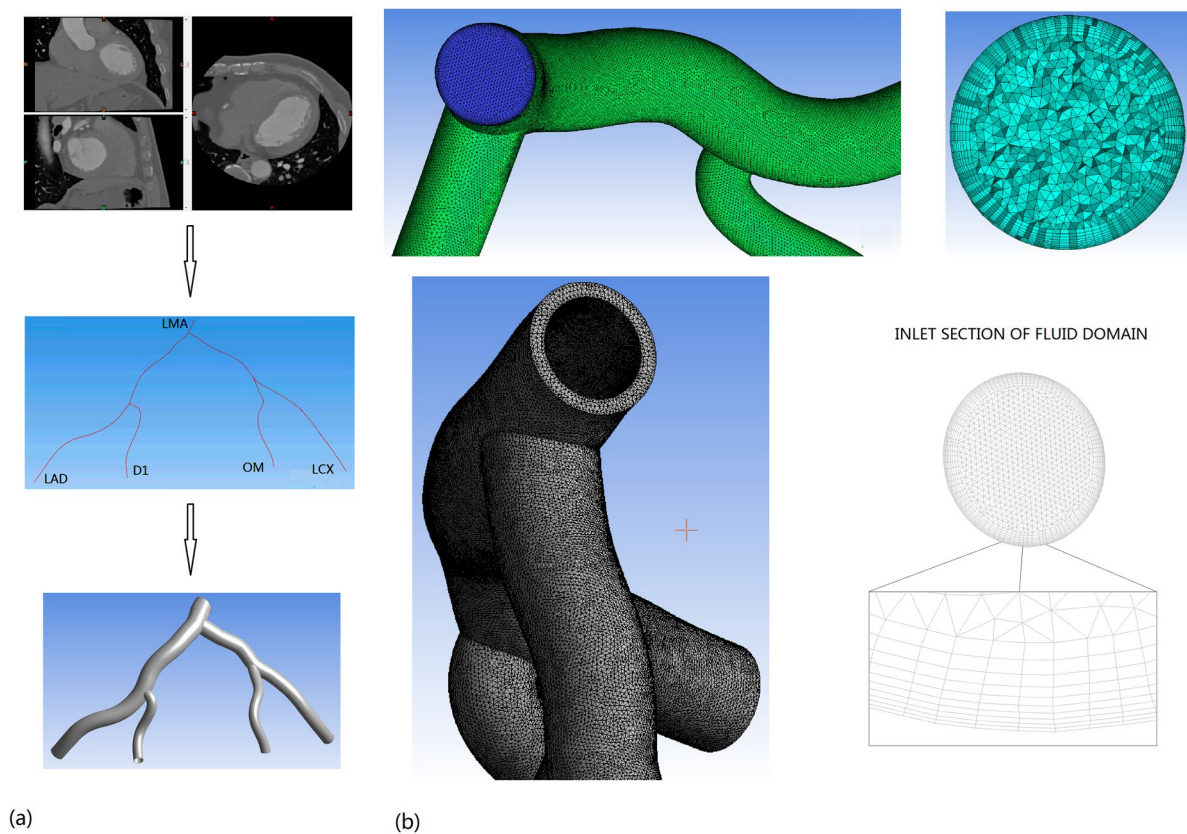 LMA
LAD
D1
OM
LCX
(a)
INLET SECTION OF FLUID DOMAIN
(b)